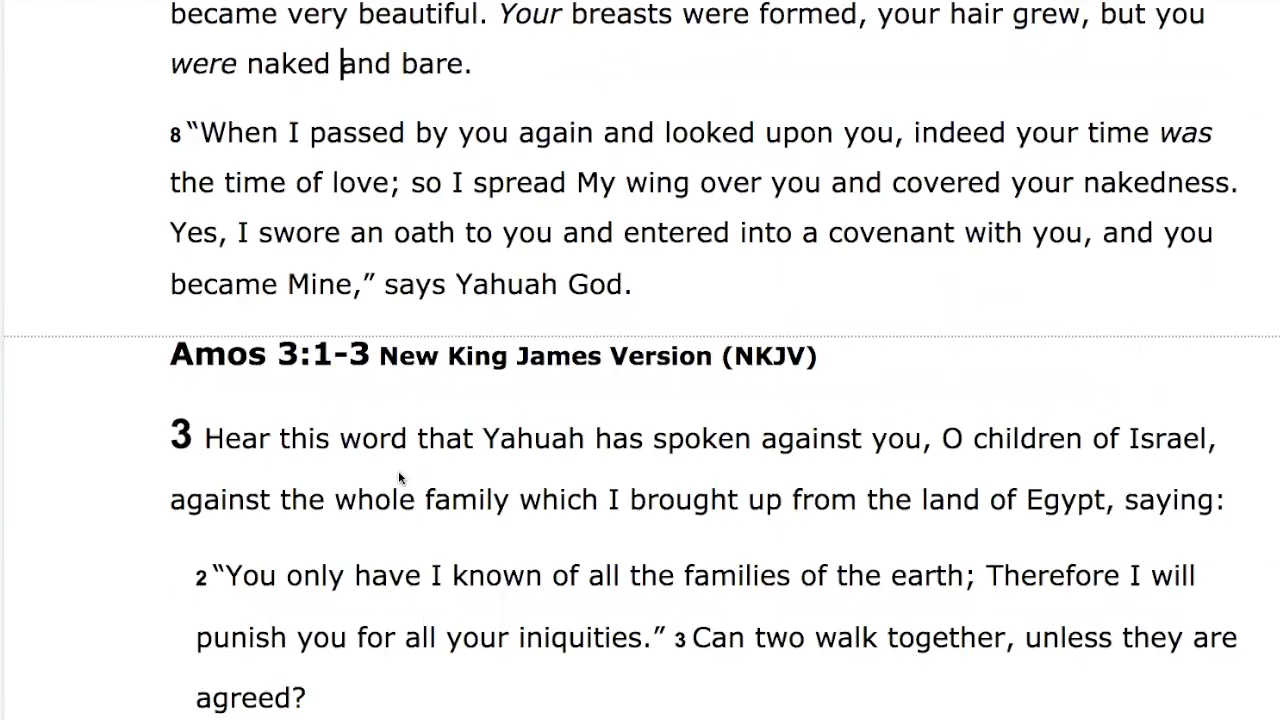 became very beautiful. Your breasts were formed, your hair grew, but you
were naked and bare.
8 “When I passed by you again and looked upon you, indeed your time was
the time of love; so I spread My wing over you and covered your nakedness.
Yes, I swore an oath to you and entered into a covenant with you, and you
became Mine,” says Yahuah God.
Amos 3:1-3 New King James Version (NKJV)
3 Hear this word that Yahuah has spoken against you, O children of Israel,
against the whole family which I brought up from the land of Egypt, saying:
2 “You only have I known of all the families of the earth; Therefore I will
punish you for all your iniquities.” 3 Can two walk together, unless they are
agreed?